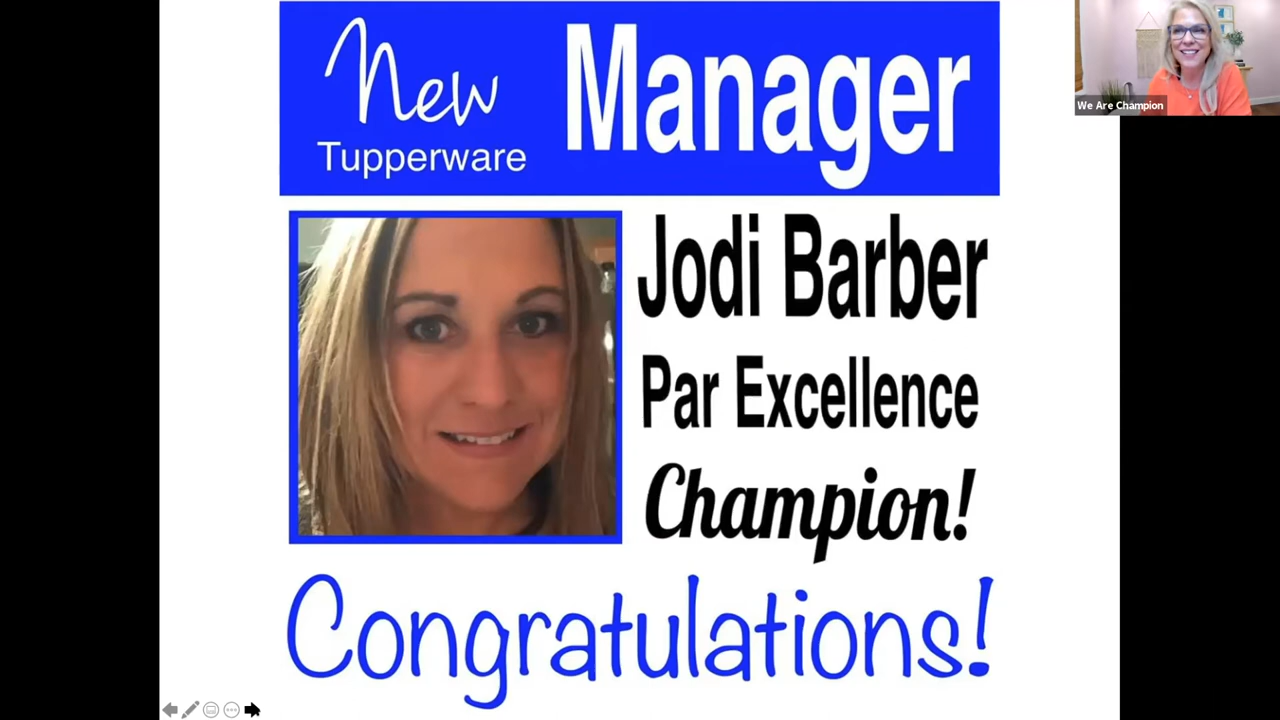 New
Tupperware
Manager
Jodi Barber
Par Excellence
Champion!
Congratulations!
We Are Champion